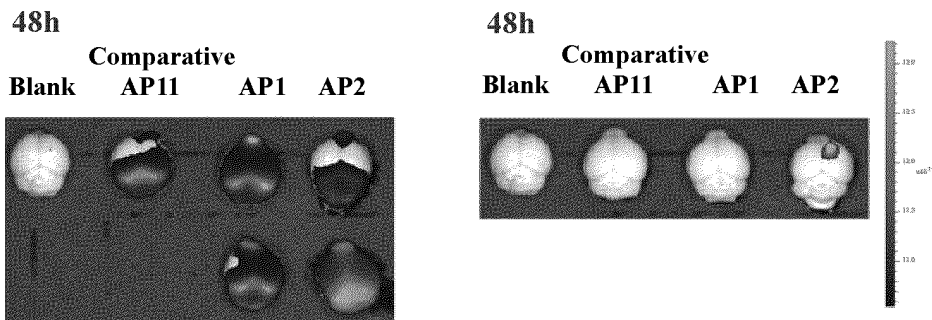 48h
Comparative
Blank AP11 AP1 AP2
48h
Comparative
Blank AP11 AP1 AP2